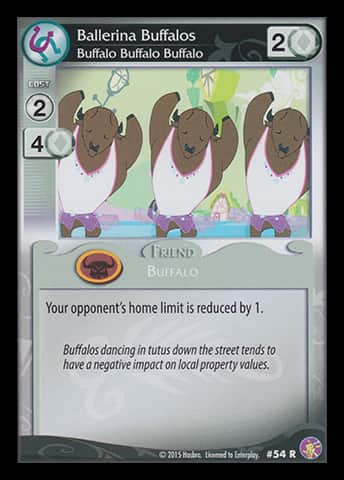 Ballerina Buffalos
Buffalo Buffalo Buffalo
2
COST
2
4
FRIEND
BUFFALO
Your opponent's home limit is reduced by 1.
Buffalos dancing in tutus down the street tends to
have a negative impact on local property values.
© 2015 Hasbro. Licensed to Enterplay.
#54 R